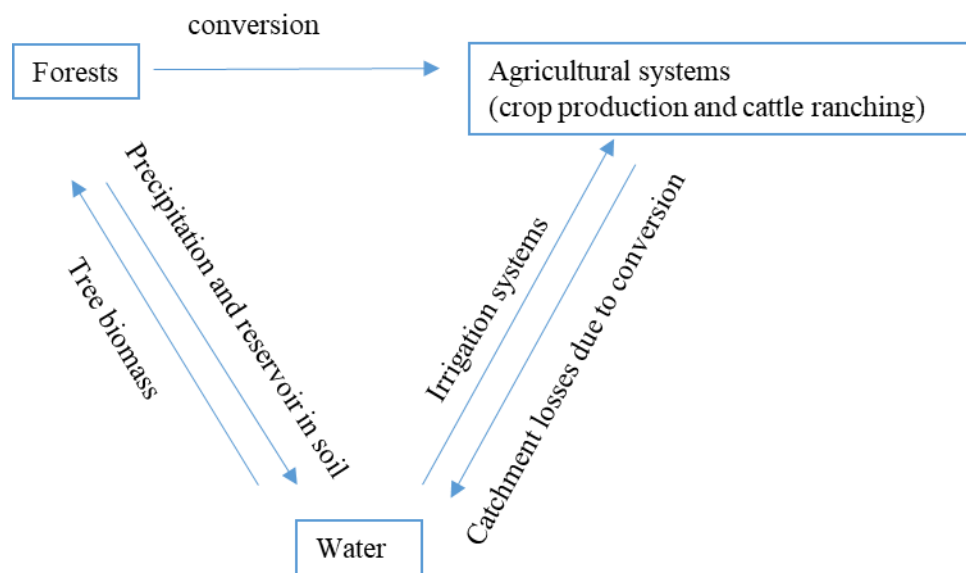 conversion
Forests
Agricultural systems
(crop production and cattle ranching)
Precipitation and reservoir in soil
Tree biomass
Irrigation systems
Catchment losses due to conversion
Water